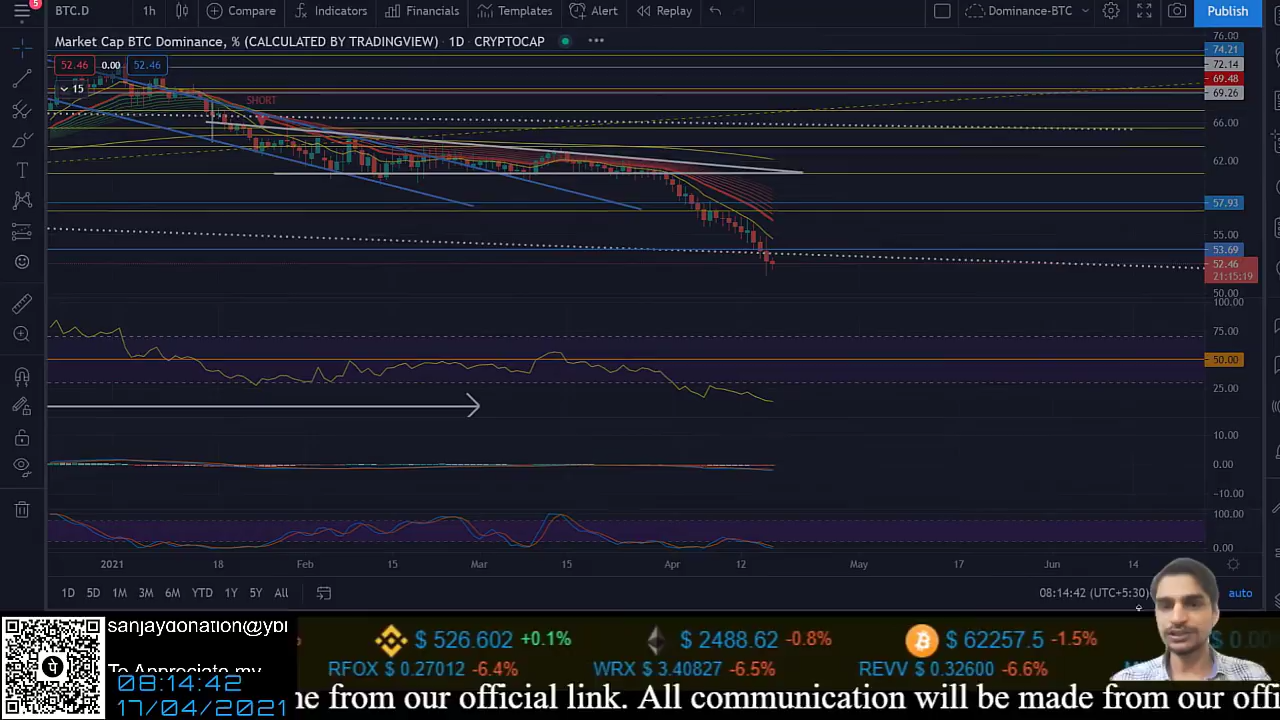 5
BTC.D
1h
Compare
Indicators
Financials
Templates
Alert
Replay
Dominance-BTC
Publish
Market Cap BTC Dominance, % (CALCULATED BY TRADINGVIEW) · 1D · CRYPTOCAP
52.46 0.00 52.46
15
SHORT
76.00
74.21
72.14
69.48
69.26
66.00
62.00
57.93
55.00
53.69
52.46
21:15:19
50.00
100.00
75.00
50.00
25.00
10.00
0.00
−10.00
100.00
0.00
2021 18 Feb 15 Mar 15 Apr 12 May 17 Jun 14
1D 5D 1M 3M 6M YTD 1Y 5Y All
08:14:42 (UTC+5:30)
auto
sanjaydonation@ybl
To Appreciate my
08:14:42
17/04/2021
$ 526.602 +0.1%
$ 2488.62 -0.8%
$ 62257.5 -1.5%
RFOX $ 0.27012 -6.4%
WRX $ 3.40827 -6.5%
REVV $ 0.32600 -6.6%
ne from our official link. All communication will be made from our offi